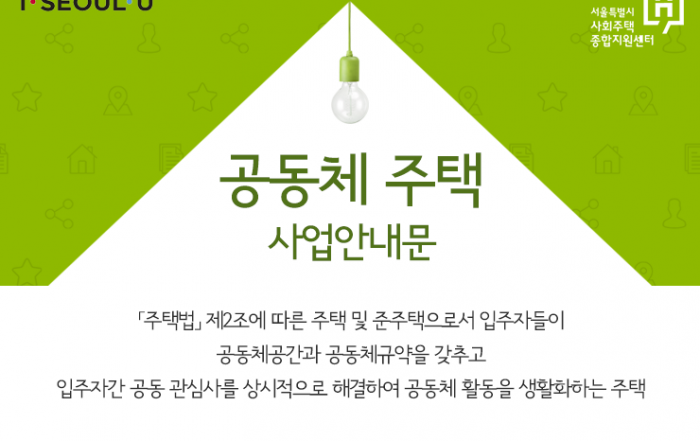 I·SEOUL·U
서울특별시
사회주택
종합지원센터
공동체 주택
사업안내문
「주택법」 제2조에 따른 주택 및 준주택으로서 입주자들이
공동체공간과 공동체규약을 갖추고
입주자간 공동 관심사를 상시적으로 해결하여 공동체 활동을 생활화하는 주택